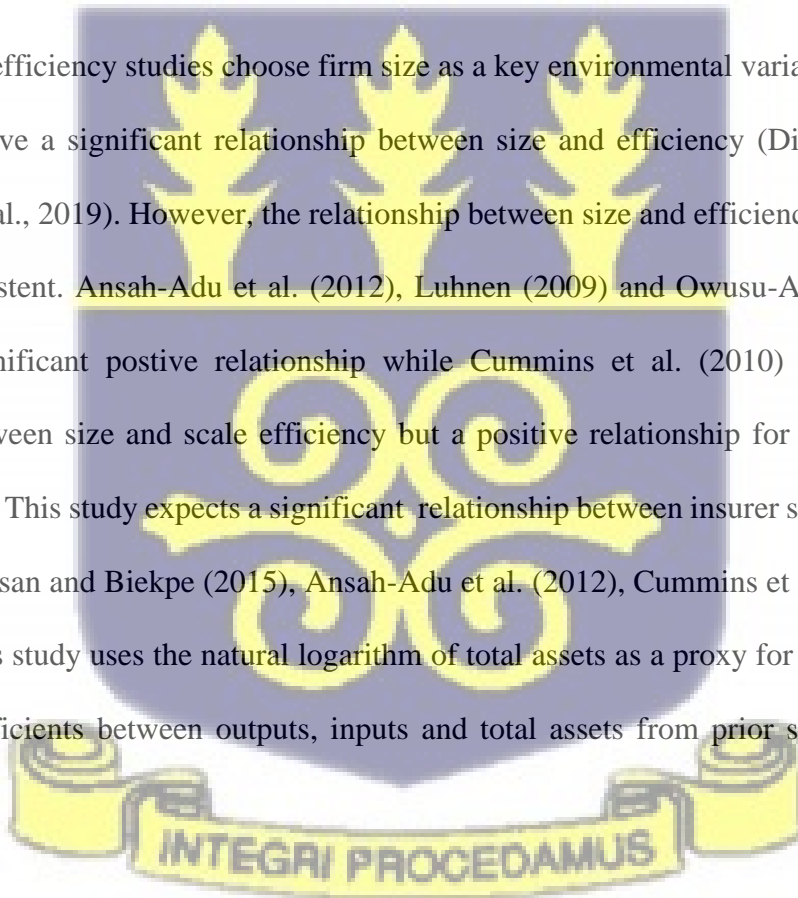 efficiency studies choose firm size as a key environmental varia
ve a significant relationship between size and efficiency (Di
al., 2019). However, the relationship between size and efficienc
stent. Ansah-Adu et al. (2012), Luhnen (2009) and Owusu-A
nificant postive relationship while Cummins et al. (2010)
ween size and scale efficiency but a positive relationship for
. This study expects a significant relationship between insurer s
san and Biekpe (2015), Ansah-Adu et al. (2012), Cummins et
s study uses the natural logarithm of total assets as a proxy for
ficients between outputs, inputs and total assets from prior s
INTEGRI PROCEDAMUS